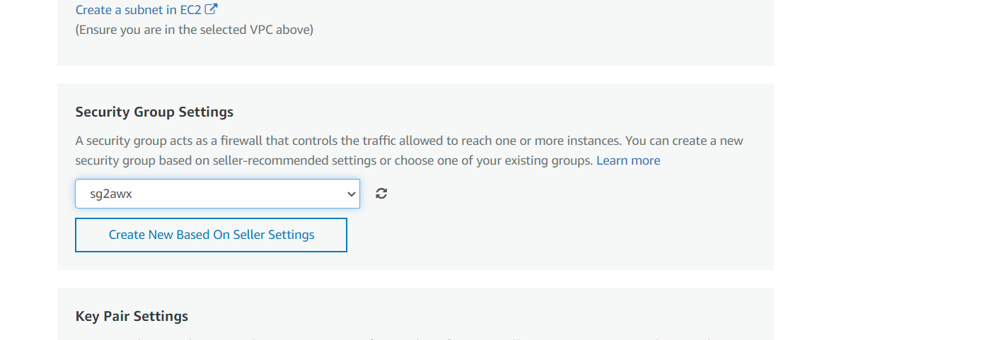 Create a subnet in EC2
(Ensure you are in the selected VPC above)
Security Group Settings
A security group acts as a firewall that controls the traffic allowed to reach one or more instances. You can create a new
security group based on seller-recommended settings or choose one of your existing groups. Learn more
sg2awx
Create New Based On Seller Settings
Key Pair Settings